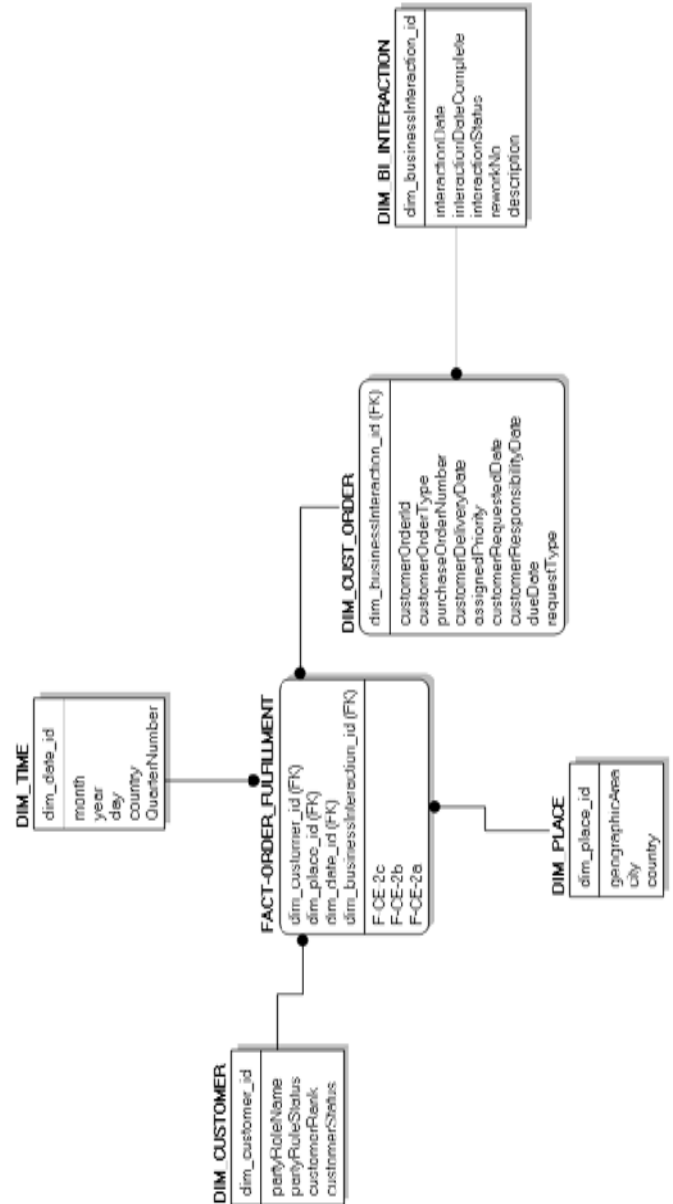 DIM_BI_INTERACTION
dim_businessInteraction_id
interactionDate
interactionDateComplete
interactionStatus
reworkNo
description
DIM_CUST_ORDER
dim_businessInteraction_id (FK)
customerOrderId
customerOrderType
purchaseOrderNumber
customerDeliveryDate
assignedPriority
customerRequestedDate
customerResponsibilityDate
dueDate
requestType
DIM_TIME
dim_date_id
month
year
day
country
QuarterNumber
FACT-ORDER_FULFILLMENT
dim_customer_id (FK)
dim_place_id (FK)
dim_date_id (FK)
dim_businessInteraction_id (FK)
F-CE-2c
F-CE-2b
F-CE-2a
DIM_PLACE
dim_place_id
geographicArea
city
country
DIM_CUSTOMER
dim_customer_id
partyRoleName
partyRoleStatus
customerRank
customerStatus